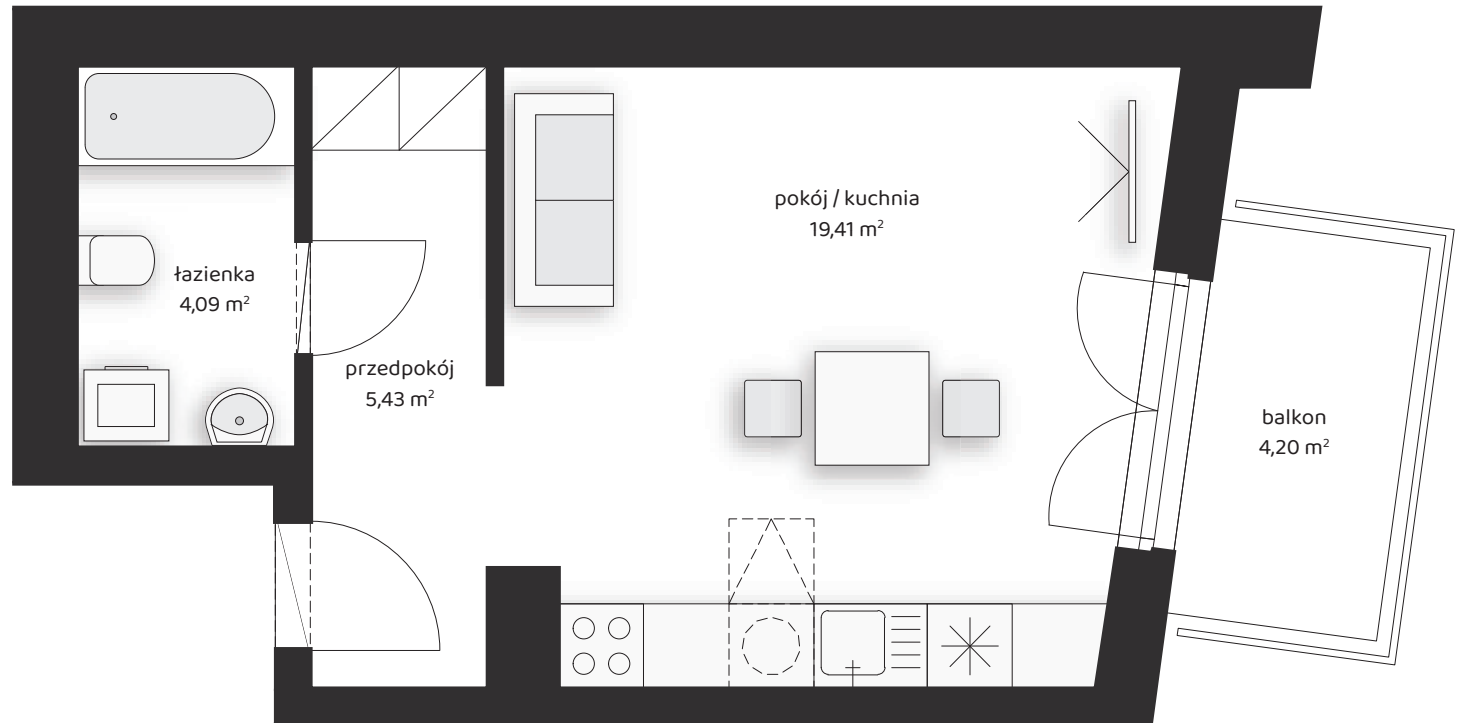 pokój / kuchnia
19,41 m²
łazienka
4,09 m²
przedpokój
5,43 m²
balkon
4,20 m²